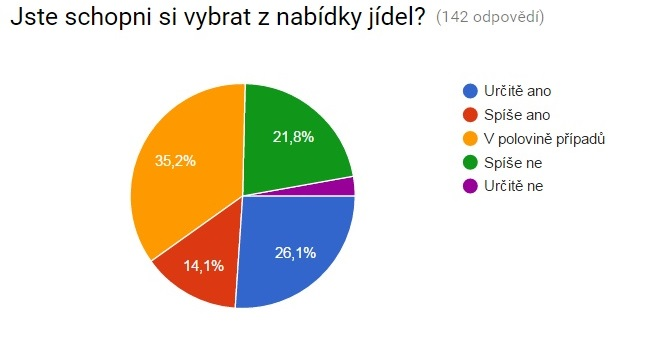 Jste schopni si vybrat z nabídky jídel? (142 odpovědí)
Určitě ano
Spíše ano
V polovině případů
Spíše ne
Určitě ne
21,8%
35,2%
26,1%
14,1%